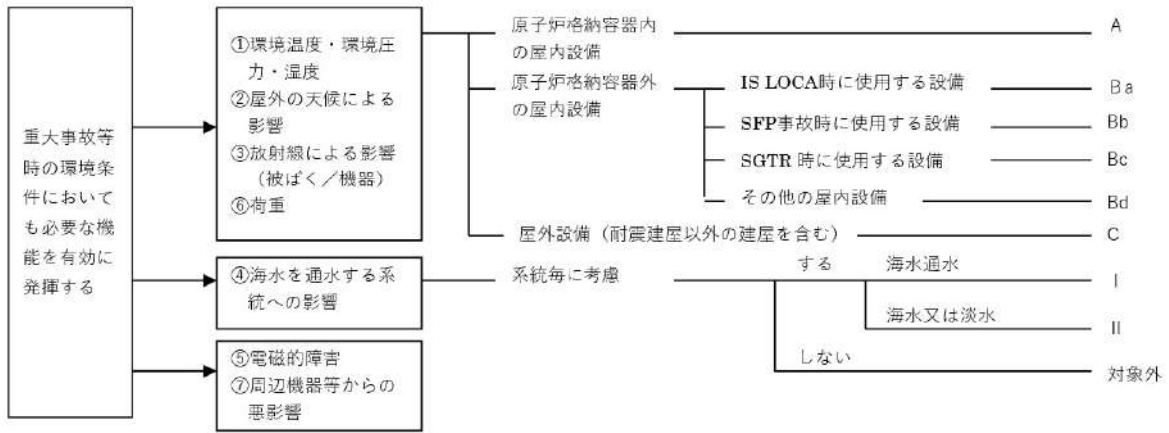 重大事故等
時の環境条
件において
も必要な機
能を有効に
発揮する
①環境温度・環境圧
力・湿度
②屋外の天候による
影響
③放射線による影響
（被ばく／機器）
⑥荷重
④海水を通水する系
統への影響
⑤電磁的障害
⑦周辺機器等からの
悪影響
原子炉格納容器内
の屋内設備
A
原子炉格納容器外
の屋内設備
IS LOCA時に使用する設備
Ba
SFP事故時に使用する設備
Bb
SGTR 時に使用する設備
Bc
その他の屋内設備
Bd
屋外設備（耐震建屋以外の建屋を含む）
C
系統毎に考慮
する
海水通水
I
海水又は淡水
II
しない
対象外